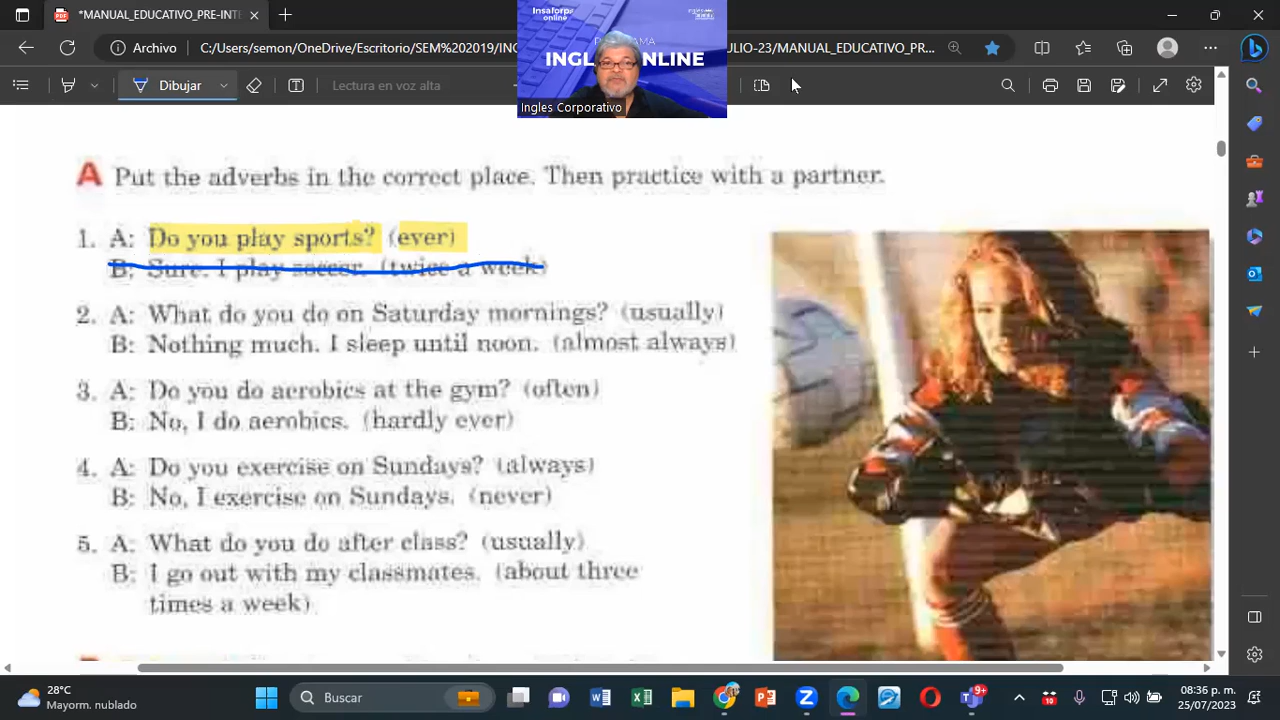 *MANUAL_EDUCATIVO_PRE-INT
Archivo
C:/Users/semon/OneDrive/Escritorio/SEM%202019/ING
ULIO-23/MANUAL_EDUCATIVO_PR...
Insaforp
online
INGL NLINE
Ingles Corporativo
Dibujar
Lectura en voz alta
A Put the adverbs in the correct place. Then practice with a partner.
1. A: Do you play sports? (ever)
B: Sure. I play soccer. (twice a week)
2. A: What do you do on Saturday mornings? (usually)
B: Nothing much. I sleep until noon. (almost always)
3. A: Do you do aerobics at the gym? (often)
B: No, I do aerobics. (hardly ever)
4. A: Do you exercise on Sundays? (always)
B: No, I exercise on Sundays. (never)
5. A: What do you do after class? (usually)
B: I go out with my classmates. (about three
times a week)
28°C
Mayorm. nublado
Buscar
9+
10
08:36 p. m.
25/07/2023